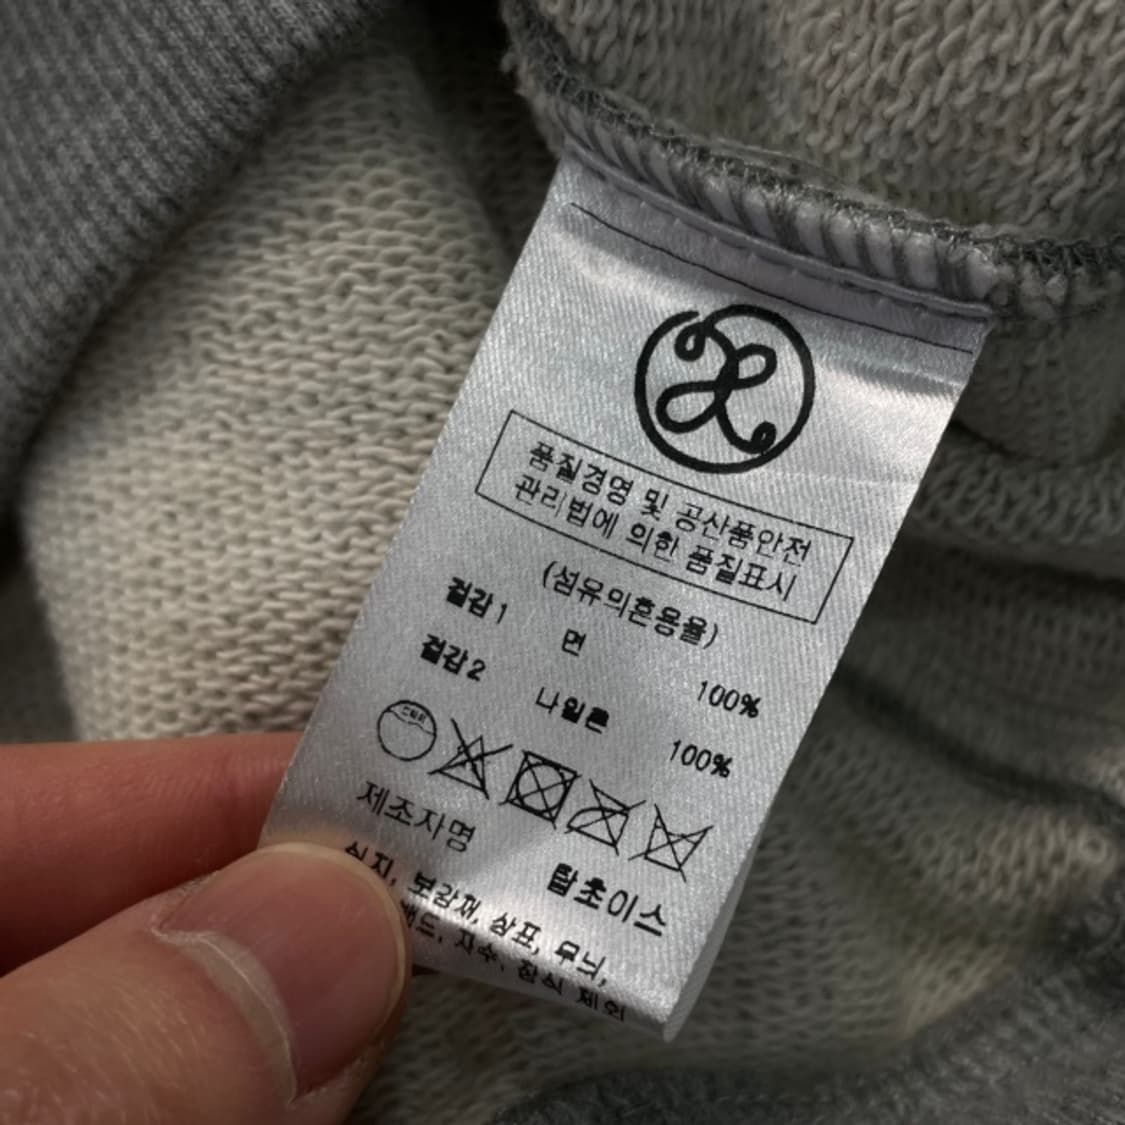 품질경영 및 공산품안전
관리법에 의한 품질표시
(섬유의혼용율)
겉감1 면 100%
겉감2 나일론 100%
드라이
제조자명 탑초이스
심지, 보강재, 상표, 무늬,
밴드, 자수, 장식 제외